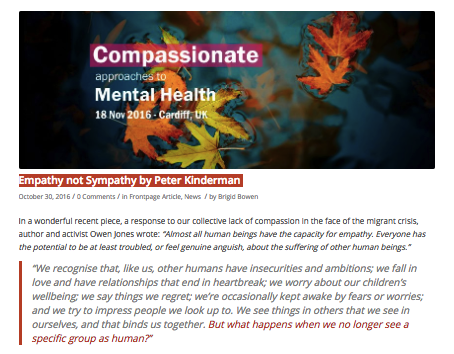 Compassionate
approaches to
Mental Health
18 Nov 2016 - Cardiff, UK
Empathy not Sympathy by Peter Kinderman
October 30, 2016 / 0 Comments / in Frontpage Article, News / by Brigid Bowen
In a wonderful recent piece, a response to our collective lack of compassion in the face of the migrant crisis,
author and activist Owen Jones wrote: “Almost all human beings have the capacity for empathy. Everyone has
the potential to be at least troubled, or feel genuine anguish, about the suffering of other human beings.”
“We recognise that, like us, other humans have insecurities and ambitions; we fall in
love and have relationships that end in heartbreak; we worry about our children’s
wellbeing; we say things we regret; we’re occasionally kept awake by fears or worries;
and we try to impress people we look up to. We see things in others that we see in
ourselves, and that binds us together. But what happens when we no longer see a
specific group as human?”